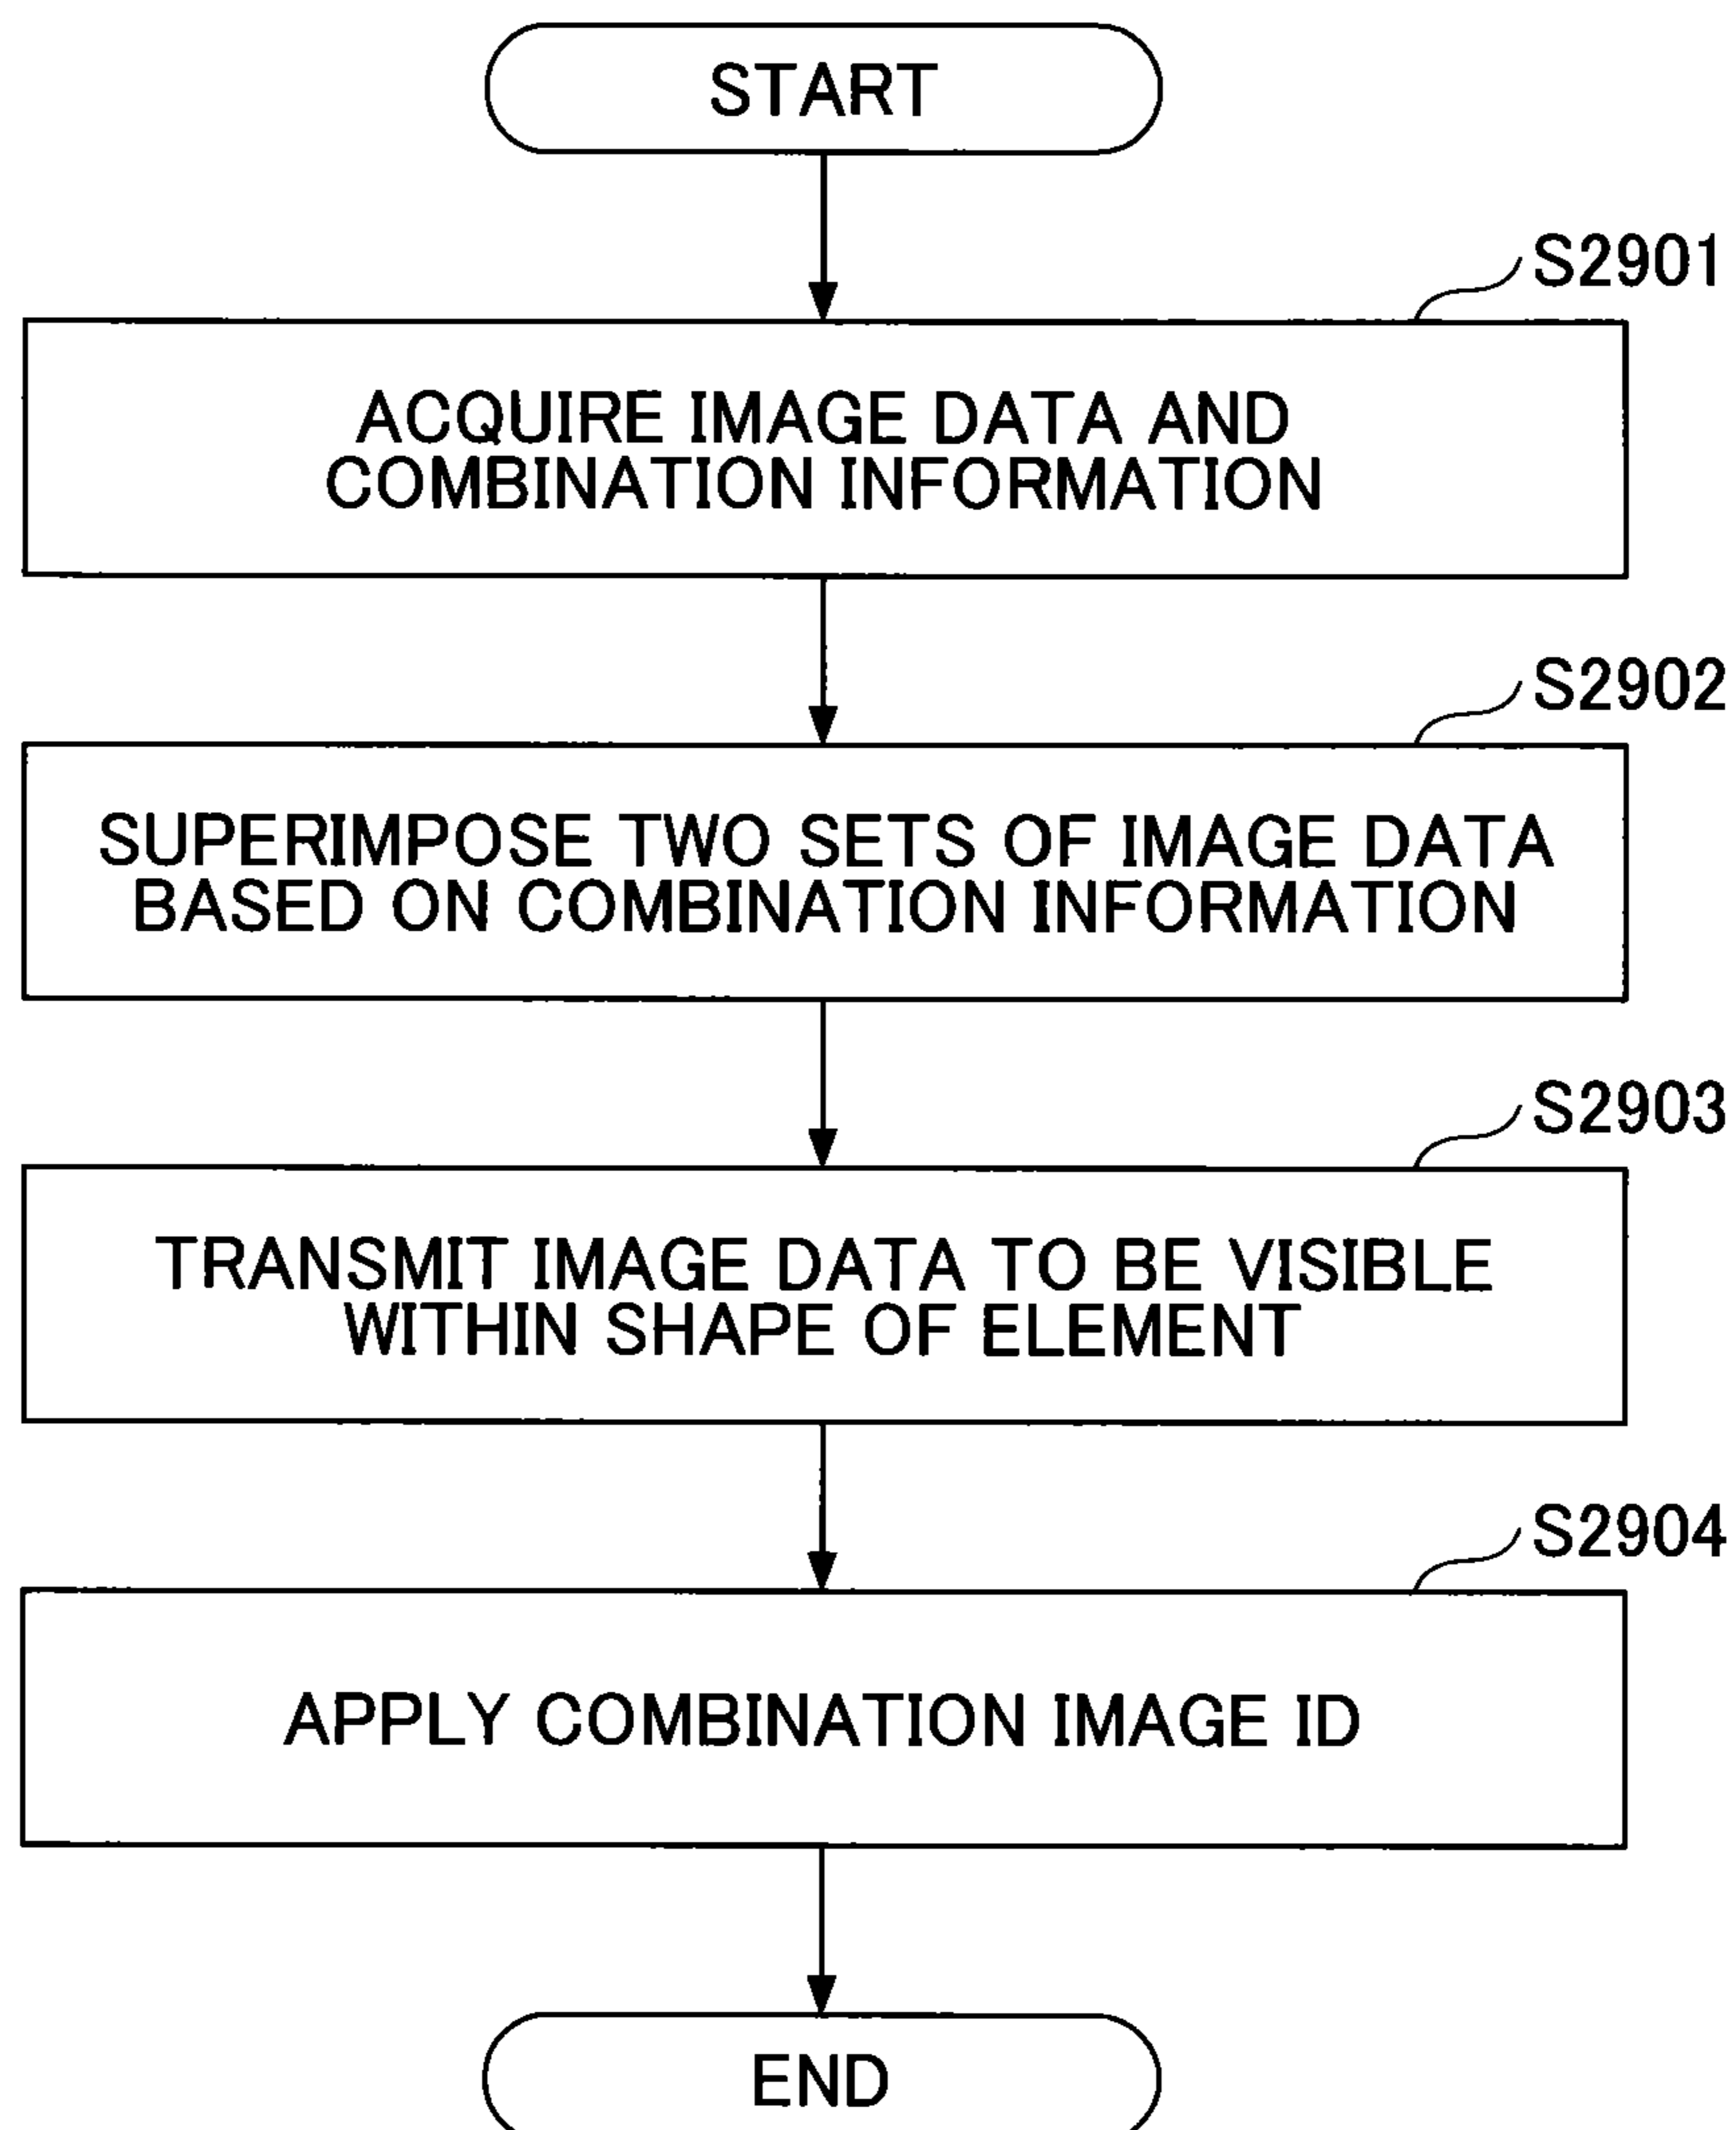 START
S2901
ACQUIRE IMAGE DATA AND
COMBINATION INFORMATION
S2902
SUPERIMPOSE TWO SETS OF IMAGE DATA
BASED ON COMBINATION INFORMATION
S2903
TRANSMIT IMAGE DATA TO BE VISIBLE
WITHIN SHAPE OF ELEMENT
S2904
APPLY COMBINATION IMAGE ID
END